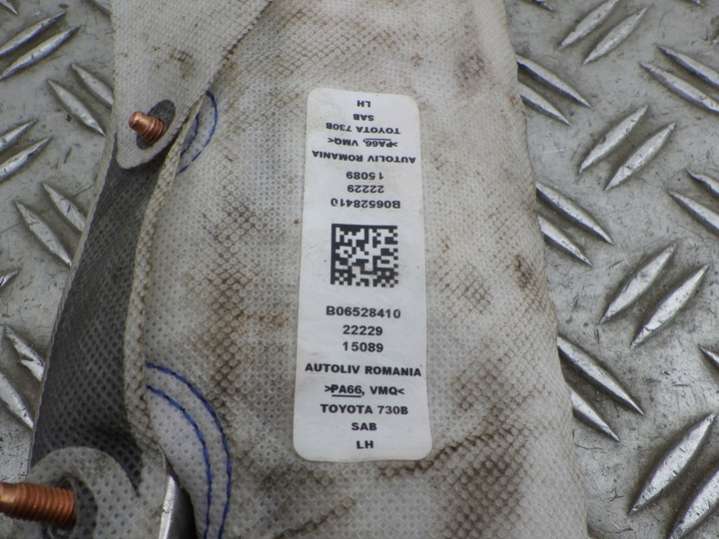 LH
SAB
TOYOTA 730B
>PA66, VMQ<
AUTOLIV ROMANIA
15089
22229
B06528410
B06528410
22229
15089
AUTOLIV ROMANIA
>PA66, VMQ<
TOYOTA 730B
SAB
LH